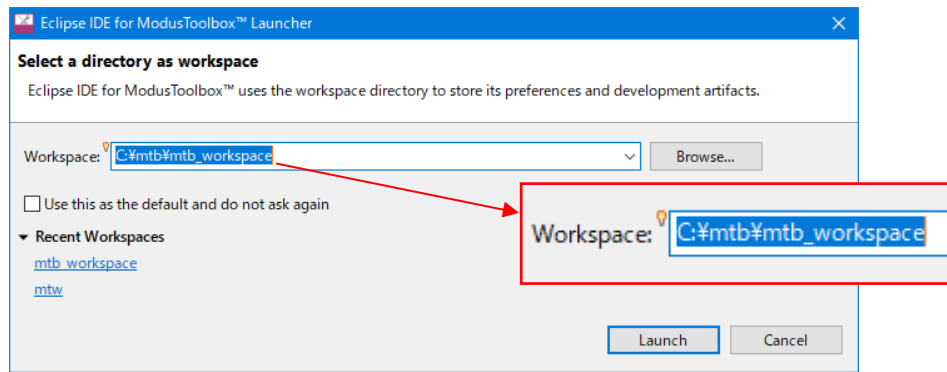 Eclipse IDE for ModusToolbox™ Launcher
Select a directory as workspace
Eclipse IDE for ModusToolbox™ uses the workspace directory to store its preferences and development artifacts.
Workspace: C:¥mtb¥mtb_workspace Browse...
Workspace: C:¥mtb¥mtb_workspace
Use this as the default and do not ask again
Recent Workspaces
mtb_workspace
mtw
Launch Cancel